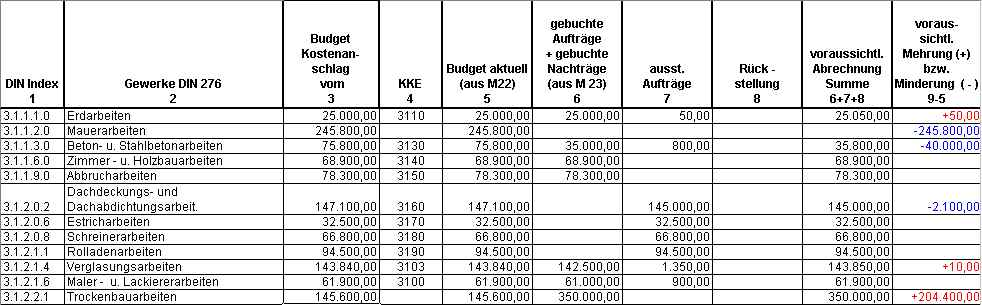 DIN Index 1 | Gewerke DIN 276 2 | Budget Kostenan- schlag vom 3 | KKE 4 | Budget aktuell (aus M22) 5 | gebuchte Aufträge + gebuchte Nachträge (aus M 23) 6 | ausst. Aufträge 7 | Rück - stellung 8 | voraussichtl. Abrechnung Summe 6+7+8 | voraus- sichtl. Mehrung (+) bzw. Minderung ( - ) 9-5
3.1.1.1.0 Erdarbeiten 25.000,00 3110 25.000,00 25.000,00 50,00 25.050,00 +50,00
3.1.1.2.0 Mauerarbeiten 245.800,00 245.800,00 -245.800,00
3.1.1.3.0 Beton- u. Stahlbetonarbeiten 75.800,00 3130 75.800,00 35.000,00 800,00 35.800,00 -40.000,00
3.1.1.6.0 Zimmer - u. Holzbauarbeiten 68.900,00 3140 68.900,00 68.900,00 68.900,00
3.1.1.9.0 Abbrucharbeiten 78.300,00 3150 78.300,00 78.300,00 78.300,00
Dachdeckungs- und
3.1.2.0.2 Dachabdichtungsarbeit. 147.100,00 3160 147.100,00 145.000,00 145.000,00 -2.100,00
3.1.2.0.6 Estricharbeiten 32.500,00 3170 32.500,00 32.500,00 32.500,00
3.1.2.0.8 Schreinerarbeiten 66.800,00 3180 66.800,00 66.800,00 66.800,00
3.1.2.1.1 Rolladenarbeiten 94.500,00 3190 94.500,00 94.500,00 94.500,00
3.1.2.1.4 Verglasungsarbeiten 143.840,00 3103 143.840,00 142.500,00 1.350,00 143.850,00 +10,00
3.1.2.1.6 Maler - u. Lackiererarbeiten 61.900,00 3100 61.900,00 61.000,00 900,00 61.900,00
3.1.2.2.1 Trockenbauarbeiten 145.600,00 145.600,00 350.000,00 350.000,00 +204.400,00